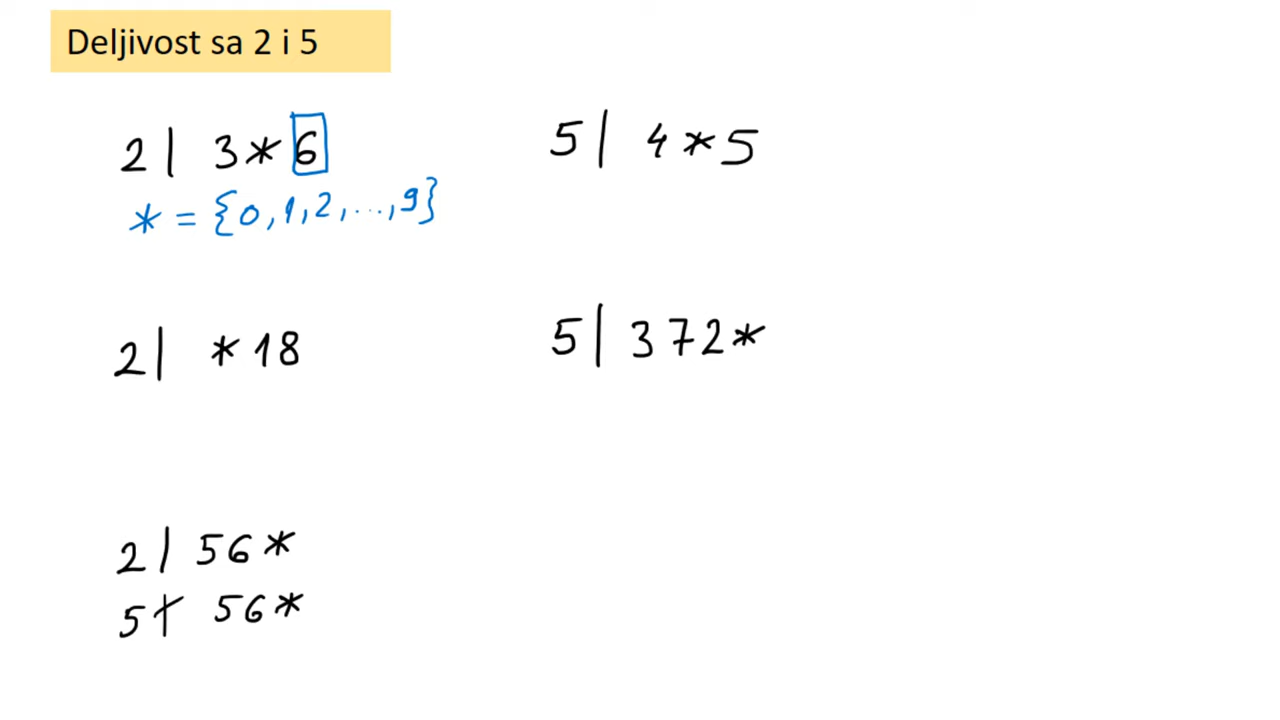 Deljivost sa 2 i 5
2 | 3*6
* = {0, 1, 2, ..., 9}
5 | 4*5
2 | *18
5 | 372*
2 | 56*
5 ∤ 56*